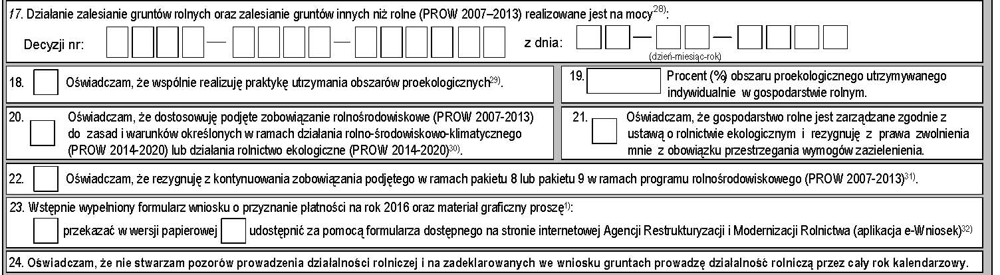 17. Działanie zalesianie gruntów rolnych oraz zalesianie gruntów innych niż rolne (PROW 2007–2013) realizowane jest na mocy28):
Decyzji nr: — — z dnia: — —
(dzień-miesiąc-rok)
18. Oświadczam, że wspólnie realizuję praktykę utrzymania obszarów proekologicznych29).
19. Procent (%) obszaru proekologicznego utrzymywanego
indywidualnie w gospodarstwie rolnym.
20. Oświadczam, że dostosowuję podjęte zobowiązanie rolnośrodowiskowe (PROW 2007-2013)
do zasad i warunków określonych w ramach działania rolno-środowiskowo-klimatycznego
(PROW 2014-2020) lub działania rolnictwo ekologiczne (PROW 2014-2020)30).
21. Oświadczam, że gospodarstwo rolne jest zarządzane zgodnie z
ustawą o rolnictwie ekologicznym i rezygnuję z prawa zwolnienia
mnie z obowiązku przestrzegania wymogów zazielenienia.
22. Oświadczam, że rezygnuję z kontynuowania zobowiązania podjętego w ramach pakietu 8 lub pakietu 9 w ramach programu rolnośrodowiskowego (PROW 2007-2013)31).
23. Wstępnie wypełniony formularz wniosku o przyznanie płatności na rok 2016 oraz materiał graficzny proszę1):
przekazać w wersji papierowej udostępnić za pomocą formularza dostępnego na stronie internetowej Agencji Restrukturyzacji i Modernizacji Rolnictwa (aplikacja e-Wniosek)32)
24. Oświadczam, że nie stwarzam pozorów prowadzenia działalności rolniczej i na zadeklarowanych we wniosku gruntach prowadzę działalność rolniczą przez cały rok kalendarzowy.